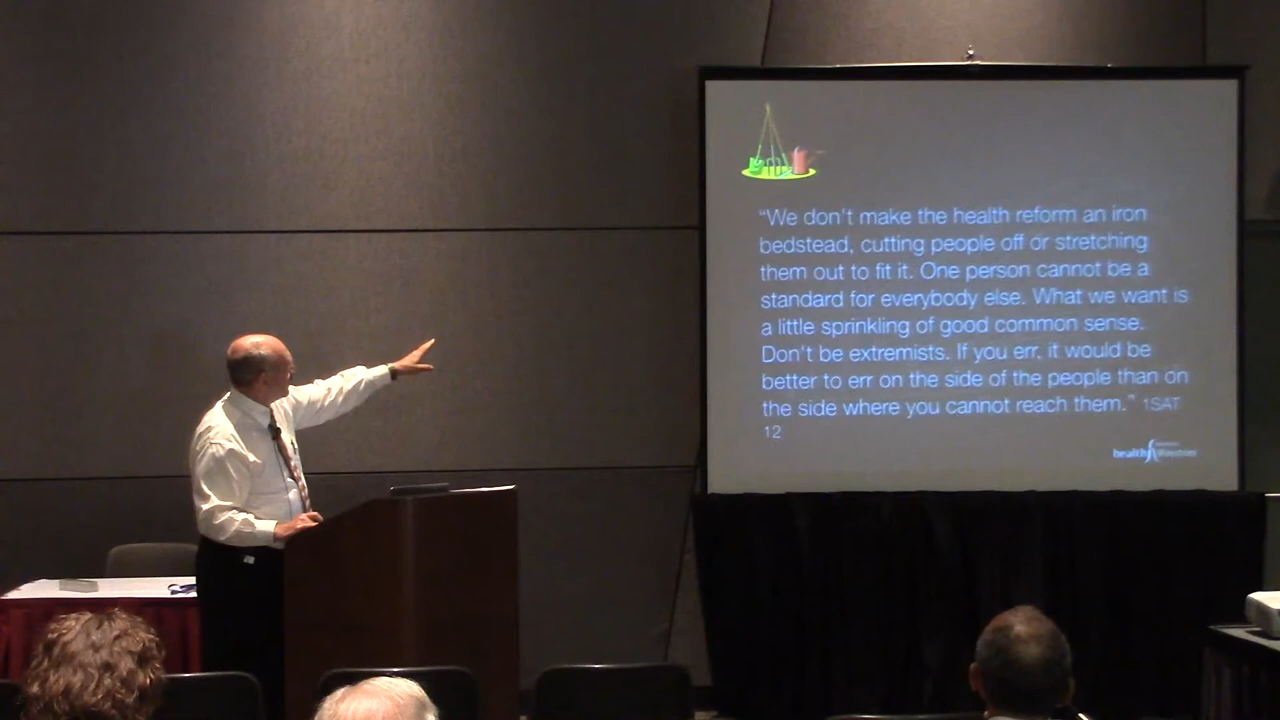 “We don't make the health reform an iron
bedstead, cutting people off or stretching
them out to fit it. One person cannot be a
standard for everybody else. What we want is
a little sprinkling of good common sense.
Don't be extremists. If you err, it would be
better to err on the side of the people than on
the side where you cannot reach them.” 1SAT
12
health Ministries